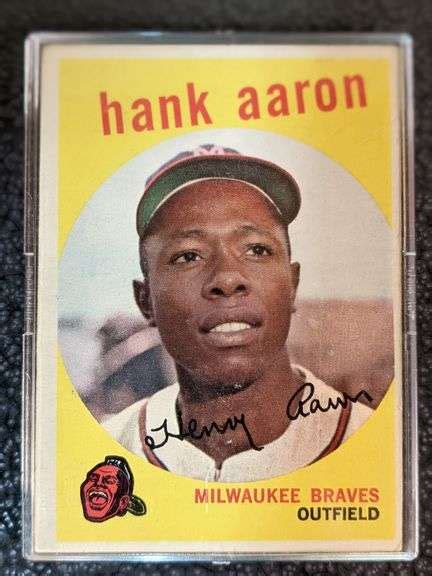 hank aaron
M
Henry Aaron
MILWAUKEE BRAVES
OUTFIELD